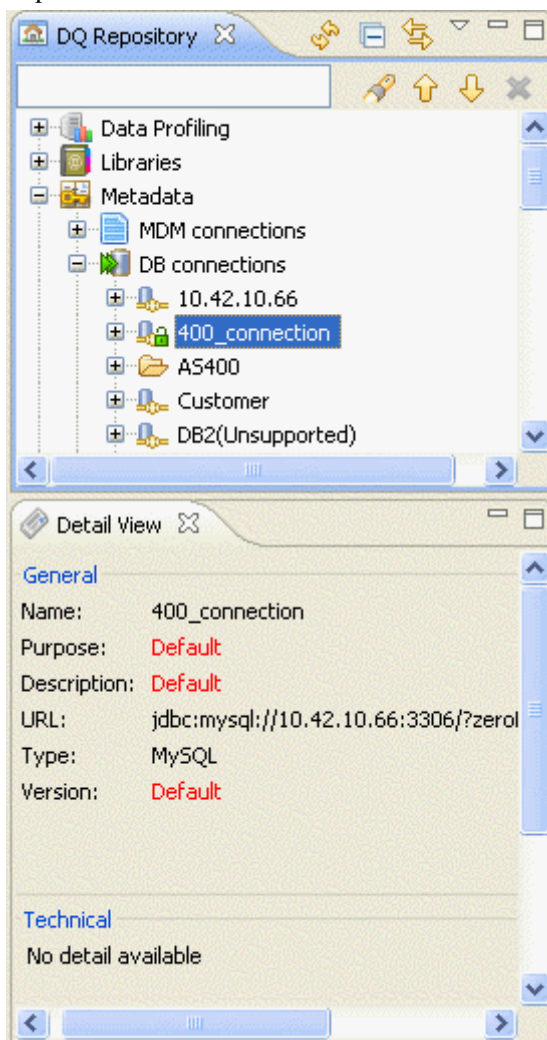 DQ Repository
Data Profiling
Libraries
Metadata
MDM connections
DB connections
10.42.10.66
400_connection
AS400
Customer
DB2(Unsupported)
Detail View
General
Name: 400_connection
Purpose: Default
Description: Default
URL: jdbc:mysql://10.42.10.66:3306/?zerol
Type: MySQL
Version: Default
Technical
No detail available